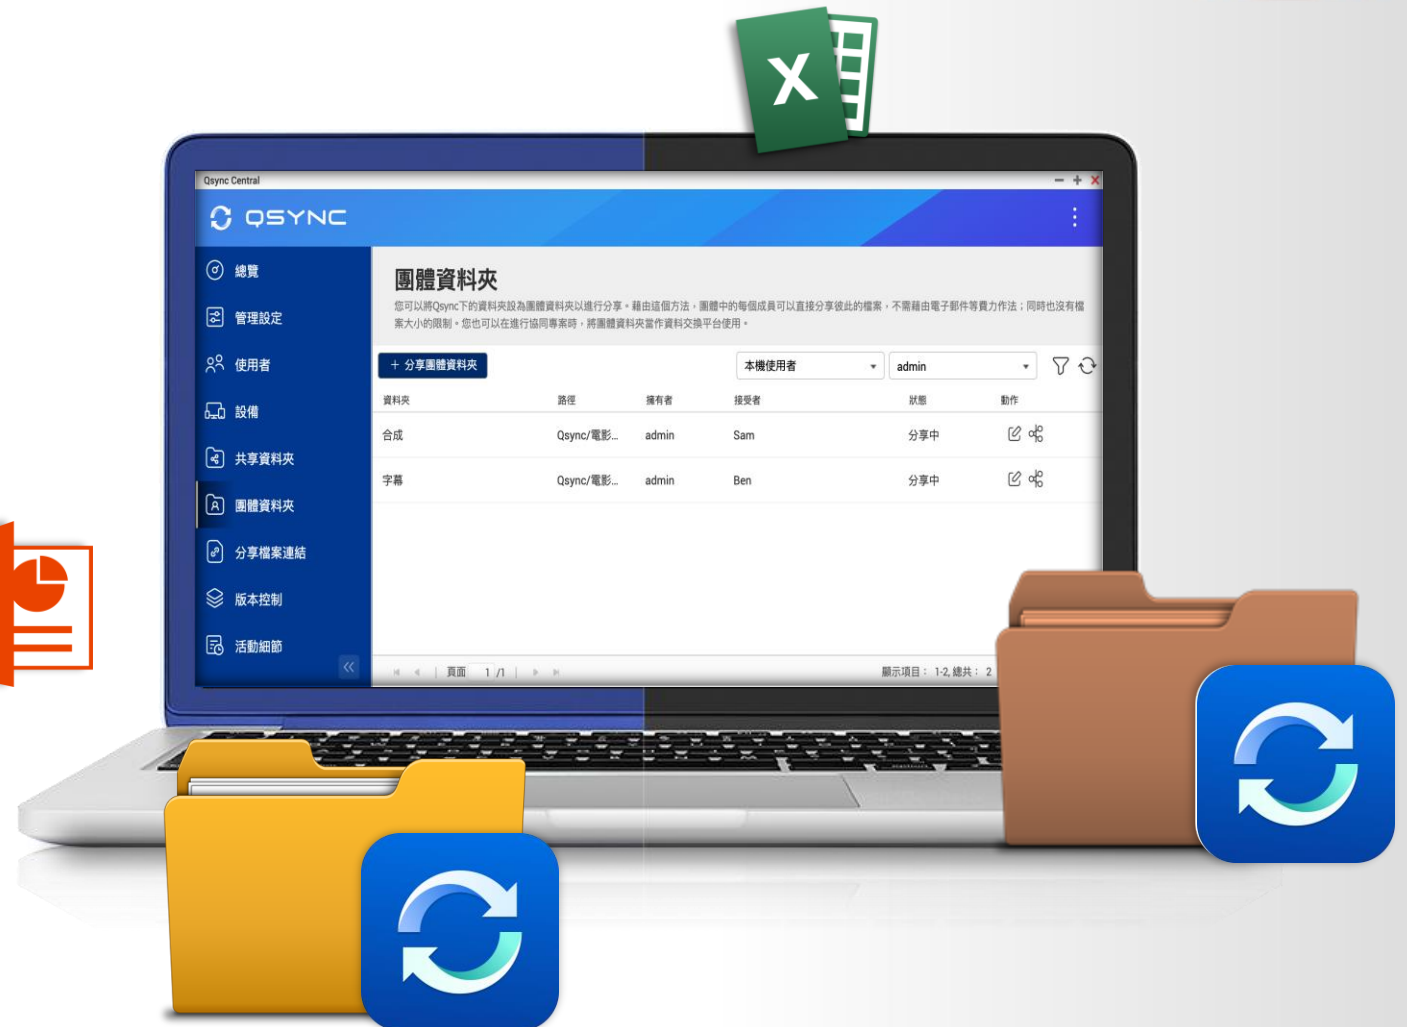 X
Qsync Central
QSYNC
總覽
管理設定
使用者
設備
共享資料夾
團體資料夾
分享檔案連結
版本控制
活動細節
團體資料夾
您可以將Qsync下的資料夾設為團體資料夾以進行分享。藉由這個方法，團體中的每個成員可以直接分享彼此的檔案，不需藉由電子郵件等費力作法；同時也沒有檔
案大小的限制。您也可以在進行協同專案時，將團體資料夾當作資料交換平台使用。
+ 分享團體資料夾 本機使用者 admin
資料夾 路徑 擁有者 接受者 狀態 動作
合成 Qsync/電影... admin Sam 分享中
字幕 Qsync/電影... admin Ben 分享中
頁面 1 /1 顯示項目： 1-2, 總共： 2